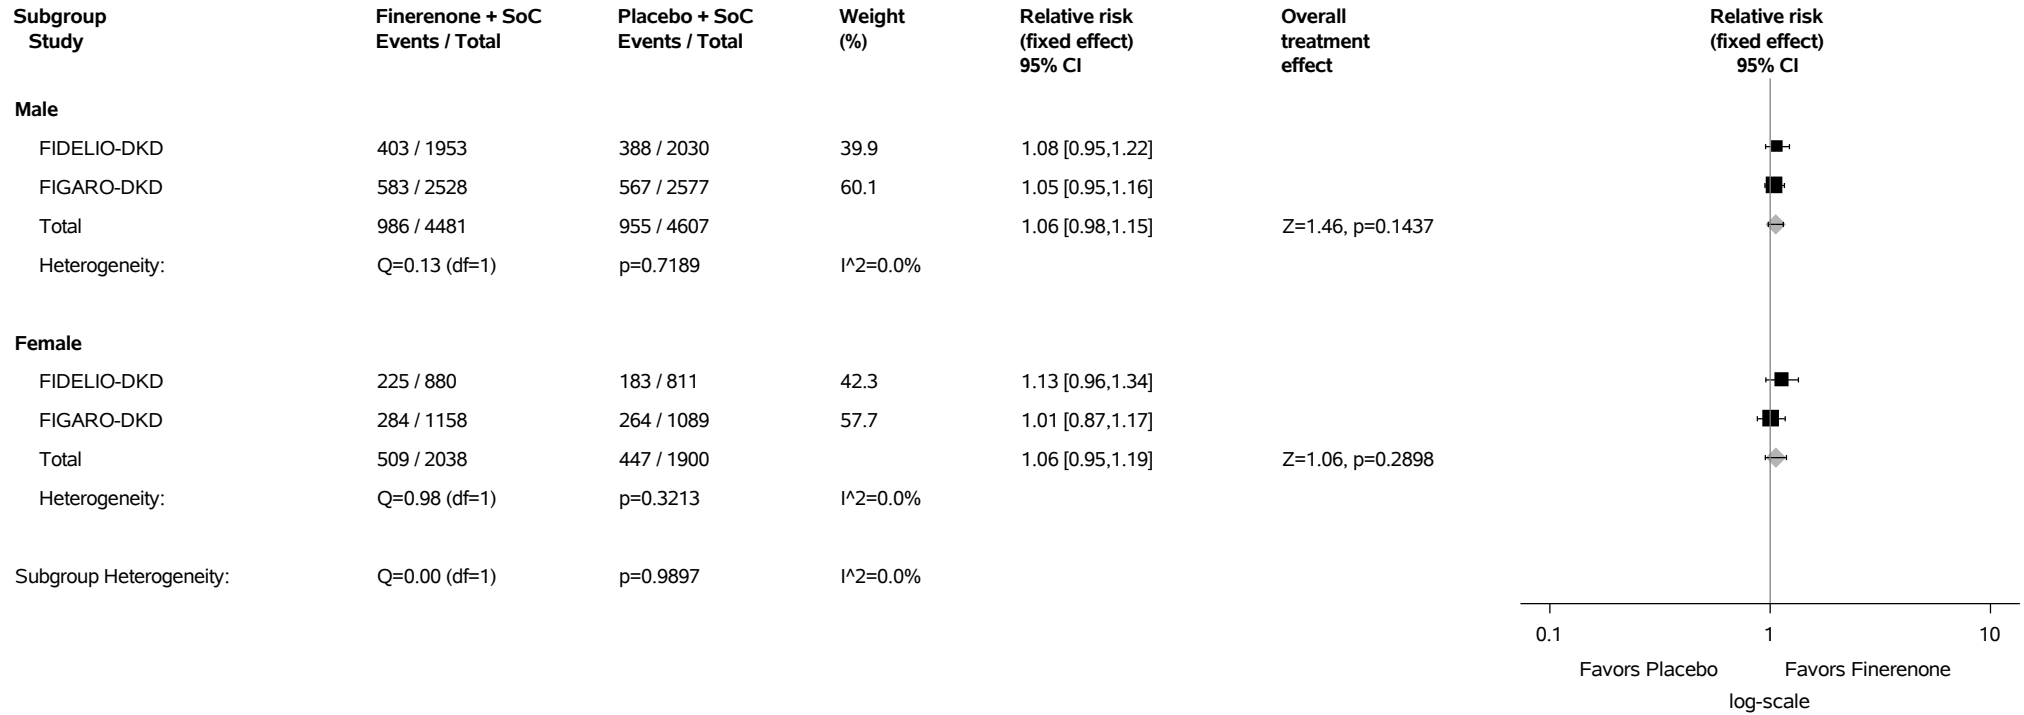 Subgroup Finerenone + SoC Placebo + SoC Weight Relative risk Overall Relative risk
Study Events / Total Events / Total (%) (fixed effect) treatment (fixed effect)
95% CI effect 95% CI
Male
FIDELIO-DKD 403 / 1953 388 / 2030 39.9 1.08 [0.95,1.22]
FIGARO-DKD 583 / 2528 567 / 2577 60.1 1.05 [0.95,1.16]
Total 986 / 4481 955 / 4607 1.06 [0.98,1.15] Z=1.46, p=0.1437
Heterogeneity: Q=0.13 (df=1) p=0.7189 I^2=0.0%
Female
FIDELIO-DKD 225 / 880 183 / 811 42.3 1.13 [0.96,1.34]
FIGARO-DKD 284 / 1158 264 / 1089 57.7 1.01 [0.87,1.17]
Total 509 / 2038 447 / 1900 1.06 [0.95,1.19] Z=1.06, p=0.2898
Heterogeneity: Q=0.98 (df=1) p=0.3213 I^2=0.0%
Subgroup Heterogeneity: Q=0.00 (df=1) p=0.9897 I^2=0.0%
0.1 1 10
Favors Placebo Favors Finerenone
log-scale